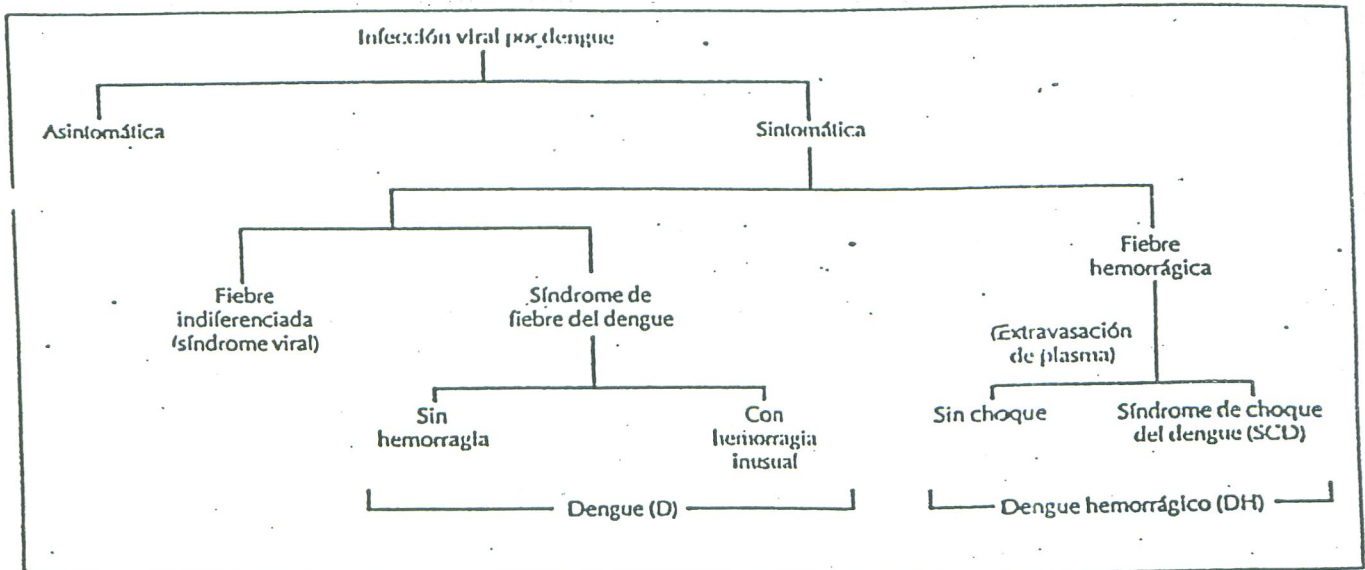 Infección viral por dengue
Asintomática
Sintomática
Fiebre
indiferenciada
(síndrome viral)
Síndrome de
fiebre del dengue
Fiebre
hemorrágica
(Extravasación
de plasma)
Sin
hemorragia
Con
hemorragia
inusual
Sin choque
Síndrome de choque
del dengue (SCD)
Dengue (D)
Dengue hemorrágico (DH)